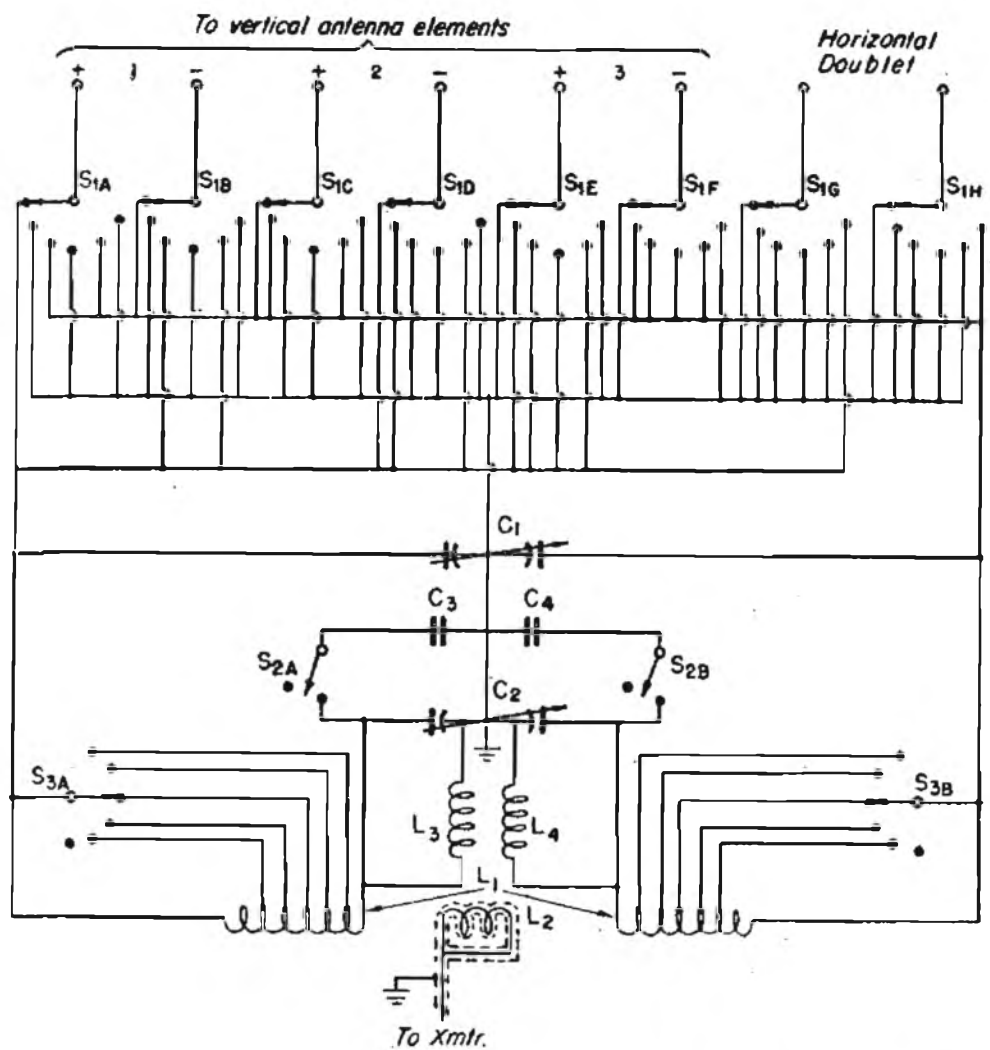 To vertical antenna elements
Horizontal
Doublet
+ 1 - + 2 - + 3 -
S1A S1B S1C S1D S1E S1F S1G S1H
C1
C3 C4
S2A S2B
C2
S3A S3B
L3 L4
L1
L2
To Xmtr.